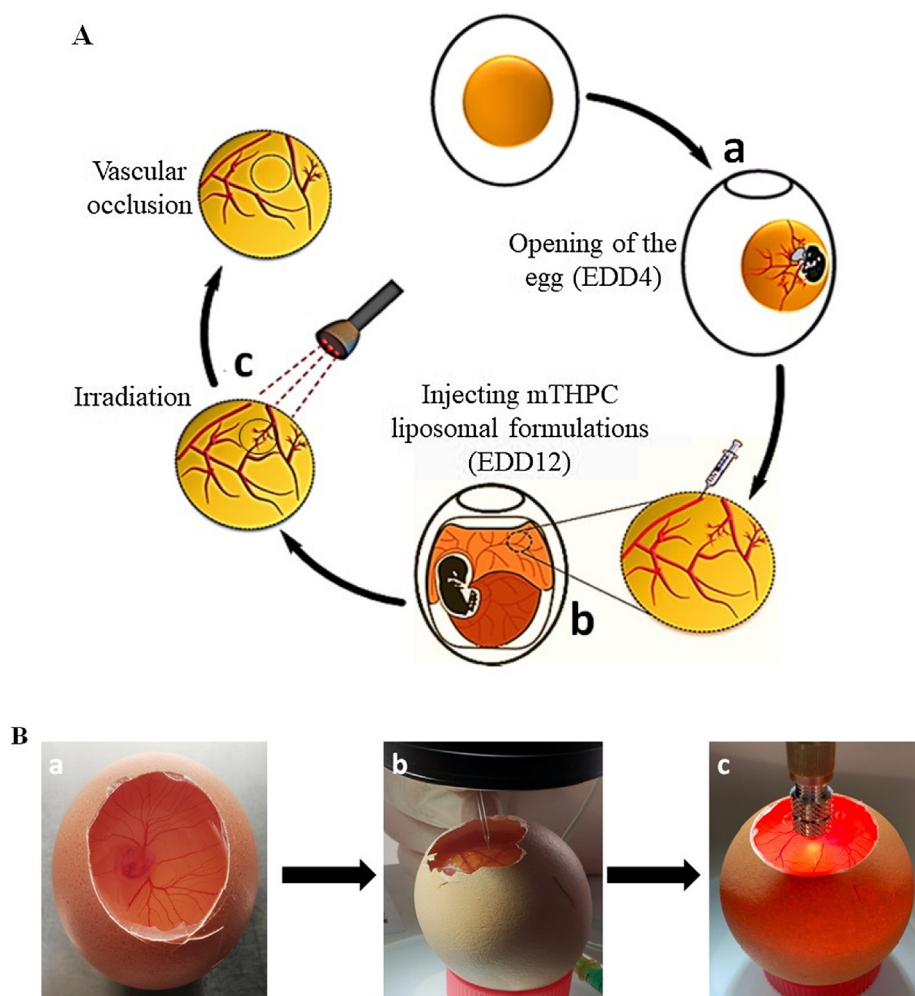 A
a
Opening of the
egg (EDD4)
Injecting mTHPC
liposomal formulations
(EDD12)
b
c
Irradiation
Vascular
occlusion
B
a
b
c